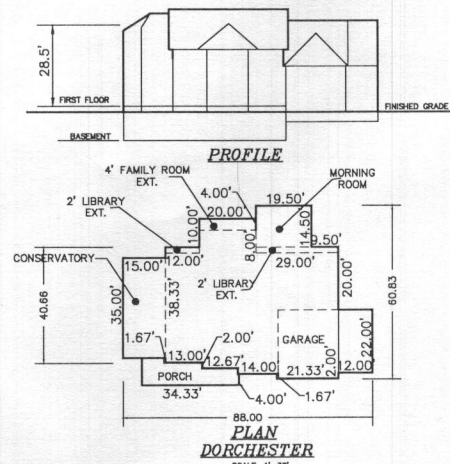 28.5'
FIRST FLOOR
FINISHED GRADE
BASEMENT
PROFILE
4' FAMILY ROOM
EXT.
MORNING
ROOM
2' LIBRARY
EXT.
4.00'
19.50'
20.00'
10.00'
14.50'
8.00'
9.50'
CONSERVATORY
15.00'
12.00'
29.00'
2' LIBRARY
EXT.
40.66
35.00'
38.33'
20.00'
60.83
1.67'
2.00'
GARAGE
22.00'
13.00'
12.67'
14.00'
21.33'
2.00'
12.00'
PORCH
34.33'
4.00'
1.67'
88.00
PLAN
DORCHESTER